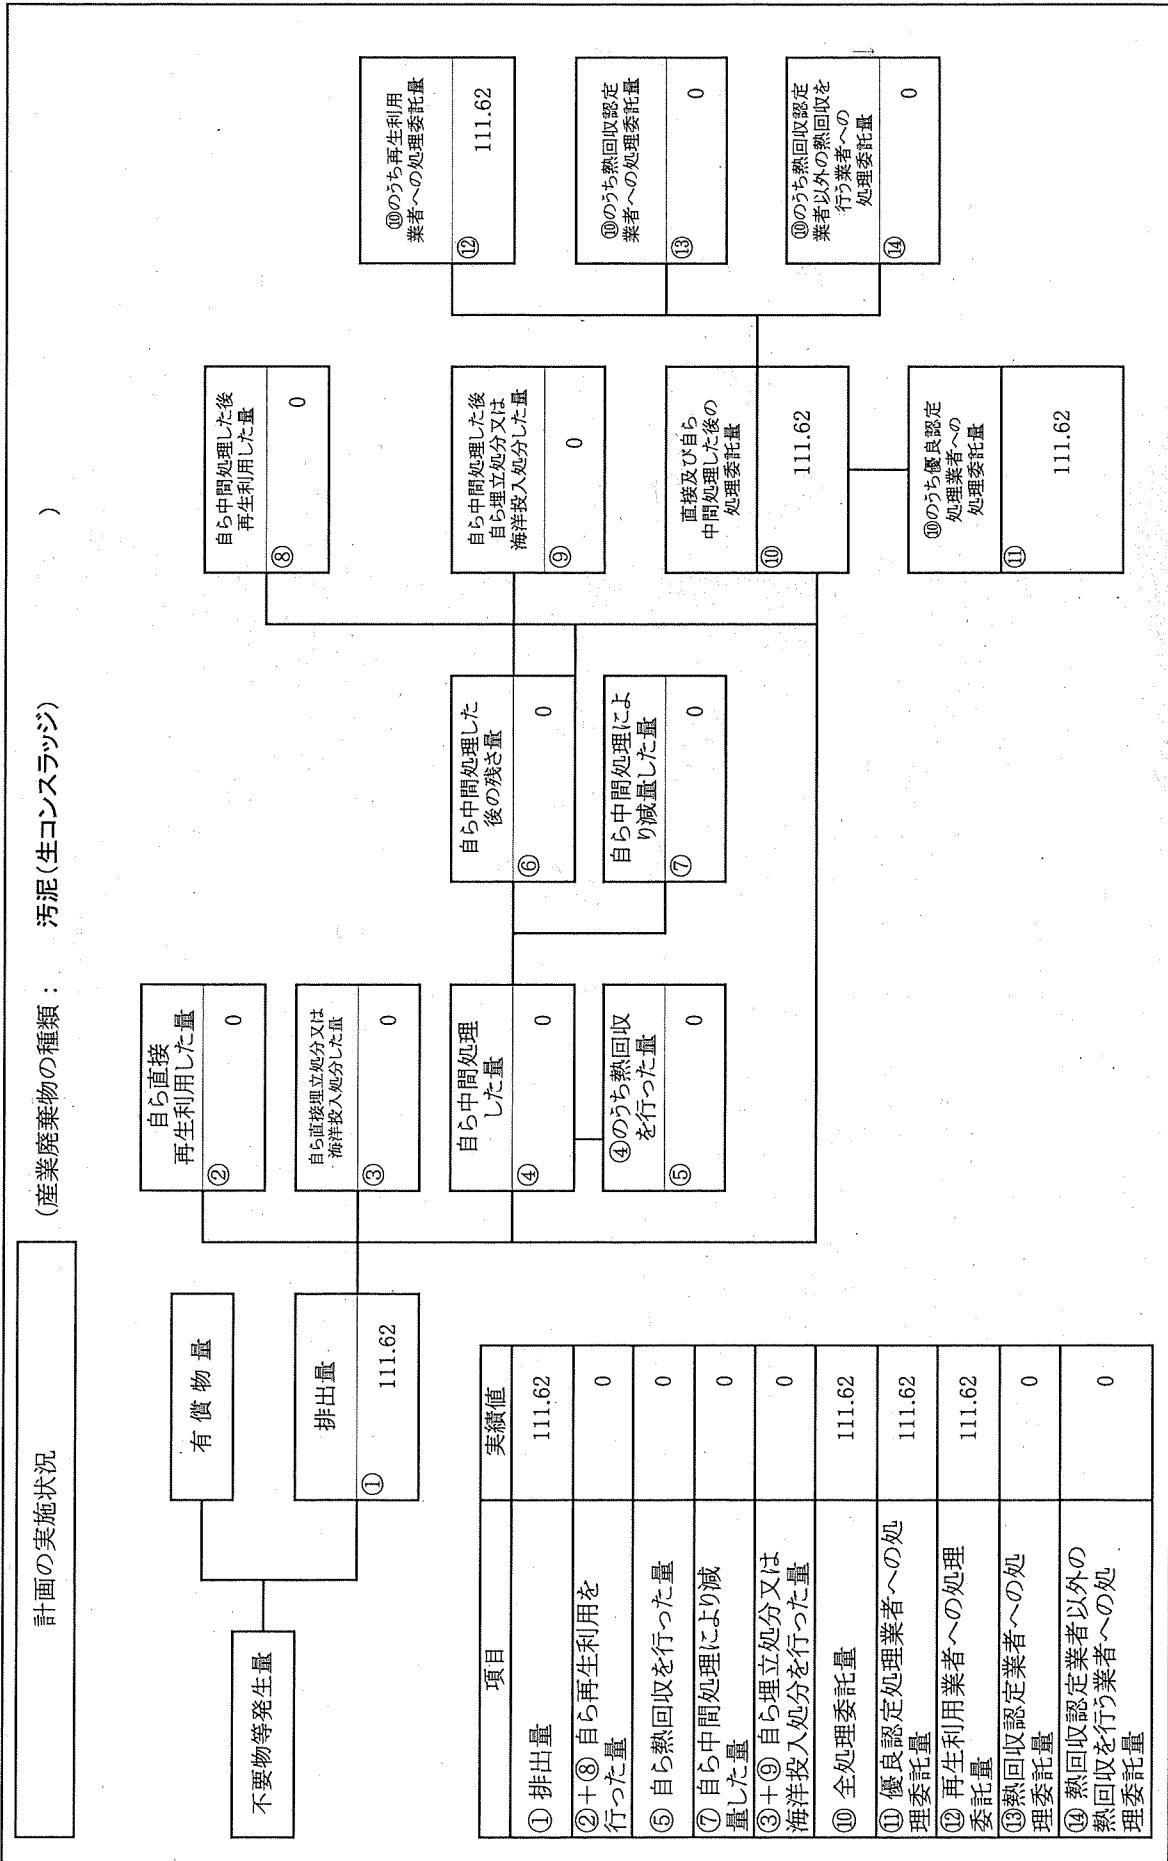 計画の実施状況
(産業廃棄物の種類： 汚泥(生コンスラッジ) )
不要物等発生量
有償物量
排出量
① 111.62
自ら直接
再生利用した量
② 0
自ら直接埋立処分又は
海洋投入処分した量
③ 0
自ら中間処理
した量
④ 0
④のうち熱回収
を行った量
⑤ 0
自ら中間処理した
後の残さ量
⑥ 0
自ら中間処理によ
り減量した量
⑦ 0
自ら中間処理した後
再生利用した量
⑧ 0
自ら中間処理した後
自ら埋立処分又は
海洋投入処分した量
⑨ 0
直接及び自ら
中間処理した後の
処理委託量
⑩ 111.62
⑩のうち優良認定
処理業者への
処理委託量
⑪ 111.62
⑩のうち再生利用
業者への処理委託量
⑫ 111.62
⑩のうち熱回収認定
業者への処理委託量
⑬ 0
⑩のうち熱回収認定
業者以外の熱回収を
行う業者への
処理委託量
⑭ 0
項目 実績値
① 排出量 111.62
②+⑧ 自ら再生利用を
行った量 0
⑤ 自ら熱回収を行った量 0
⑦ 自ら中間処理により減
量した量 0
③+⑨ 自ら埋立処分又は
海洋投入処分を行った量 0
⑩ 全処理委託量 111.62
⑪ 優良認定処理業者への処
理委託量 111.62
⑫ 再生利用業者への処理
委託量 111.62
⑬熱回収認定業者への処
理委託量 0
⑭ 熱回収認定業者以外の
熱回収を行う業者への処
理委託量 0